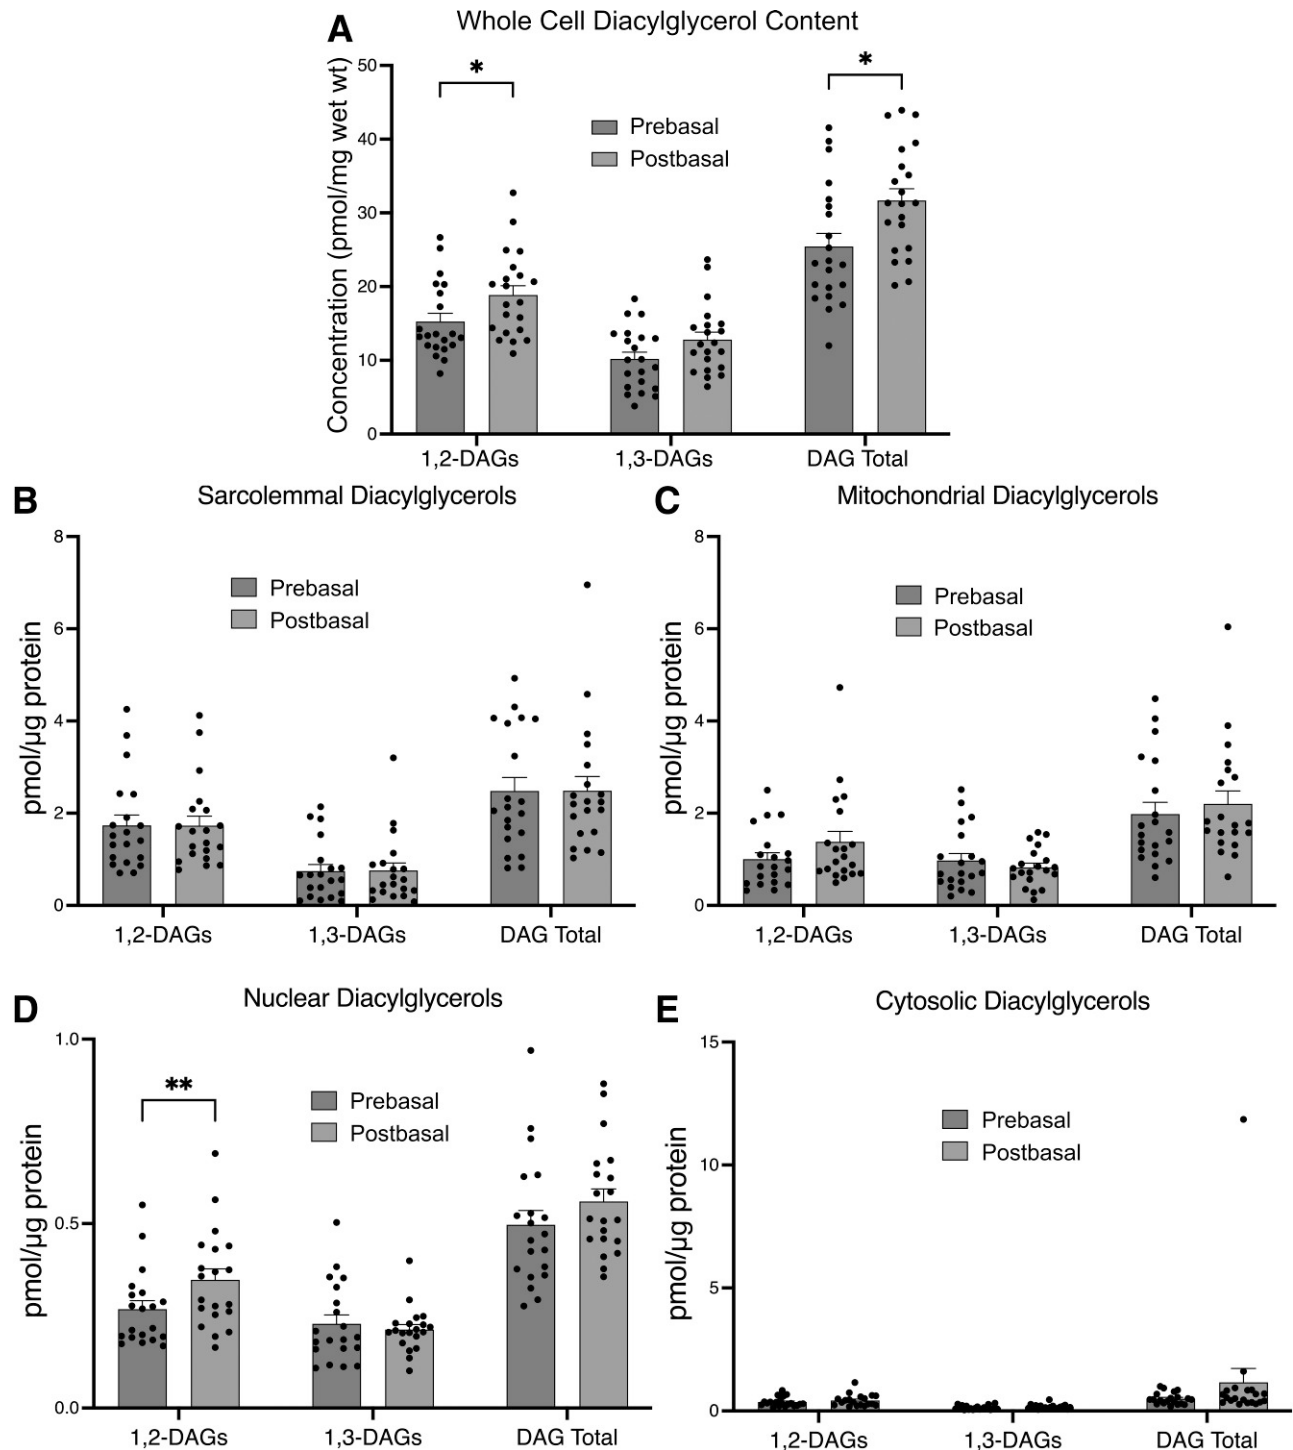 A
Whole Cell Diacylglycerol Content
Concentration (pmol/mg wet wt)
50
40
30
20
10
0
*
*
Prebasal
Postbasal
1,2-DAGs
1,3-DAGs
DAG Total
B
Sarcolemmal Diacylglycerols
pmol/µg protein
8
6
4
2
0
Prebasal
Postbasal
1,2-DAGs
1,3-DAGs
DAG Total
C
Mitochondrial Diacylglycerols
pmol/µg protein
8
6
4
2
0
Prebasal
Postbasal
1,2-DAGs
1,3-DAGs
DAG Total
D
Nuclear Diacylglycerols
pmol/µg protein
1.0
0.5
0.0
**
Prebasal
Postbasal
1,2-DAGs
1,3-DAGs
DAG Total
E
Cytosolic Diacylglycerols
pmol/µg protein
15
10
5
0
Prebasal
Postbasal
1,2-DAGs
1,3-DAGs
DAG Total